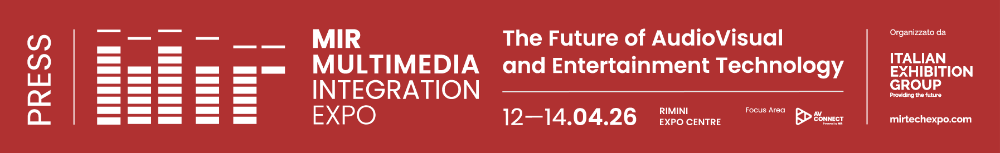 PRESS
MIR
MULTIMEDIA
INTEGRATION
EXPO
The Future of AudioVisual
and Entertainment Technology
12—14.04.26
RIMINI
EXPO CENTRE
Focus Area
AV
CONNECT
Powered by MIR
Organizzato da
ITALIAN
EXHIBITION
GROUP
Providing the future
mirtechexpo.com